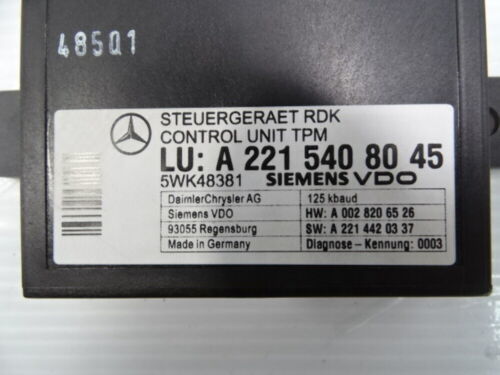 485Q1
STEUERGERAET RDK
CONTROL UNIT TPM
LU: A 221 540 80 45
5WK48381 SIEMENS VDO
DaimlerChrysler AG 125 kbaud
Siemens VDO HW: A 002 820 65 26
93055 Regensburg SW: A 221 442 03 37
Made in Germany Diagnose - Kennung: 0003